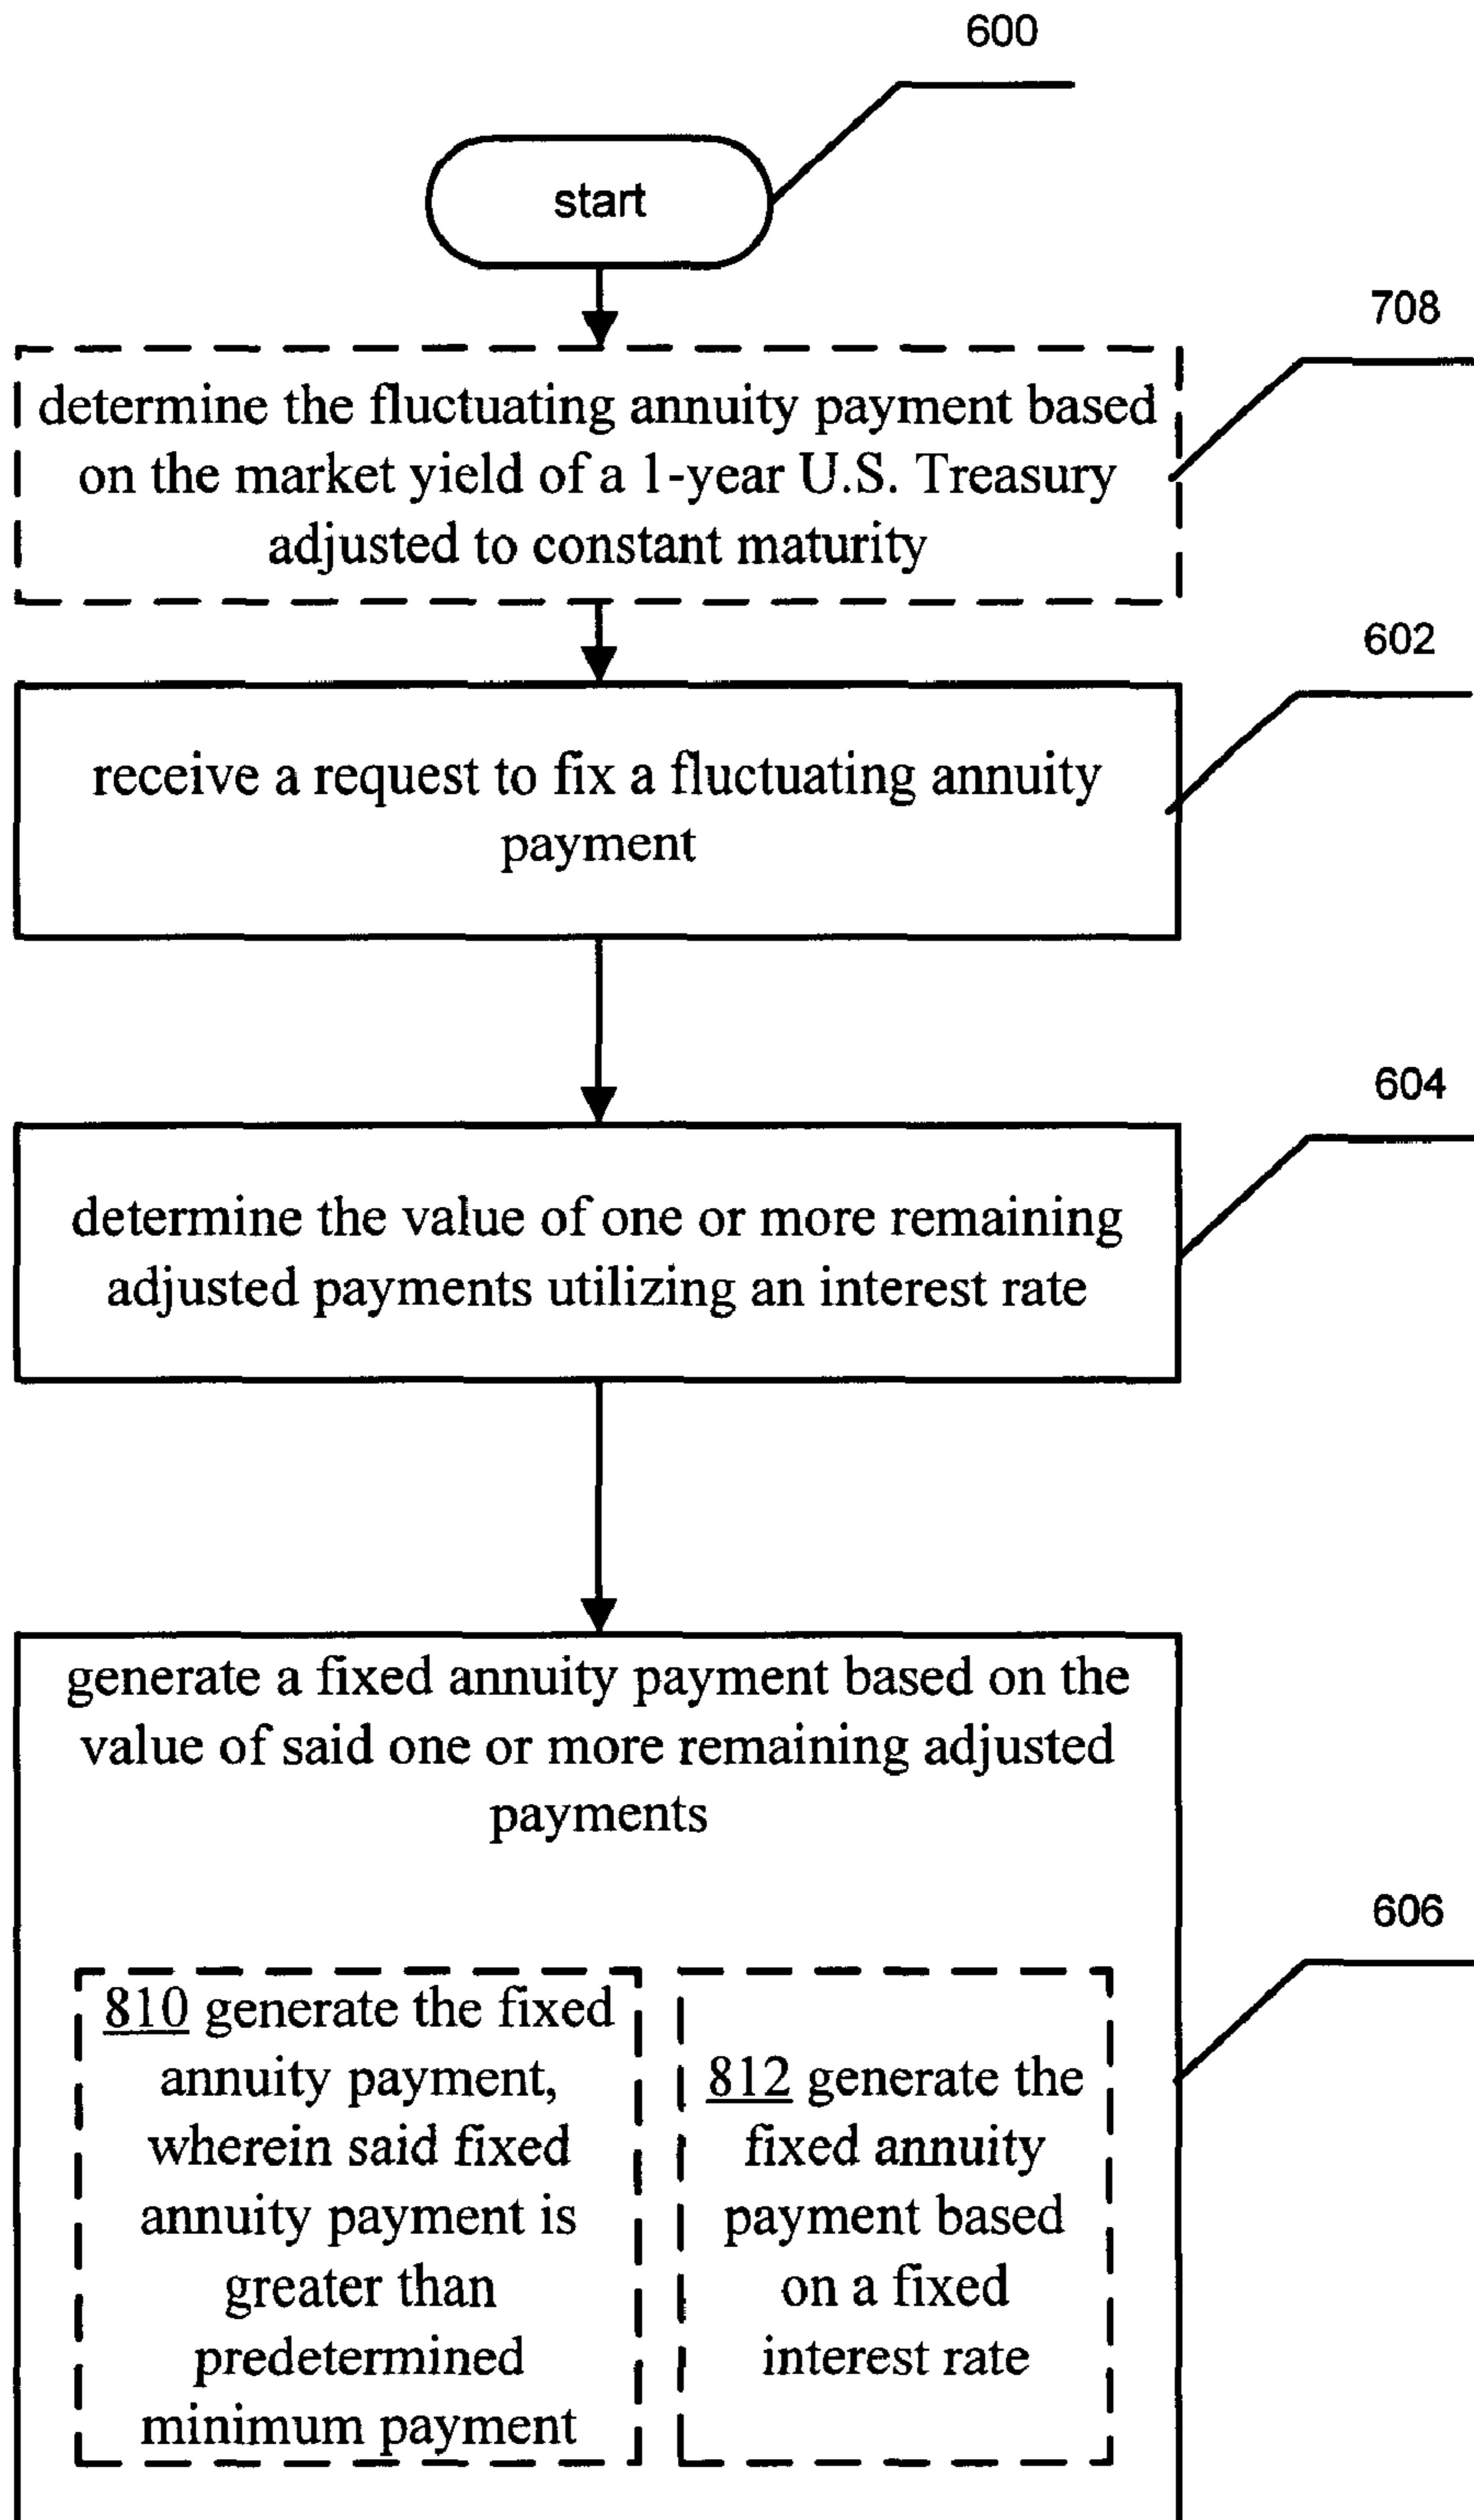 600
start
708
determine the fluctuating annuity payment based
on the market yield of a 1-year U.S. Treasury
adjusted to constant maturity
602
receive a request to fix a fluctuating annuity
payment
604
determine the value of one or more remaining
adjusted payments utilizing an interest rate
generate a fixed annuity payment based on the
value of said one or more remaining adjusted
payments
606
810 generate the fixed
annuity payment,
wherein said fixed
annuity payment is
greater than
predetermined
minimum payment
812 generate the
fixed annuity
payment based
on a fixed
interest rate